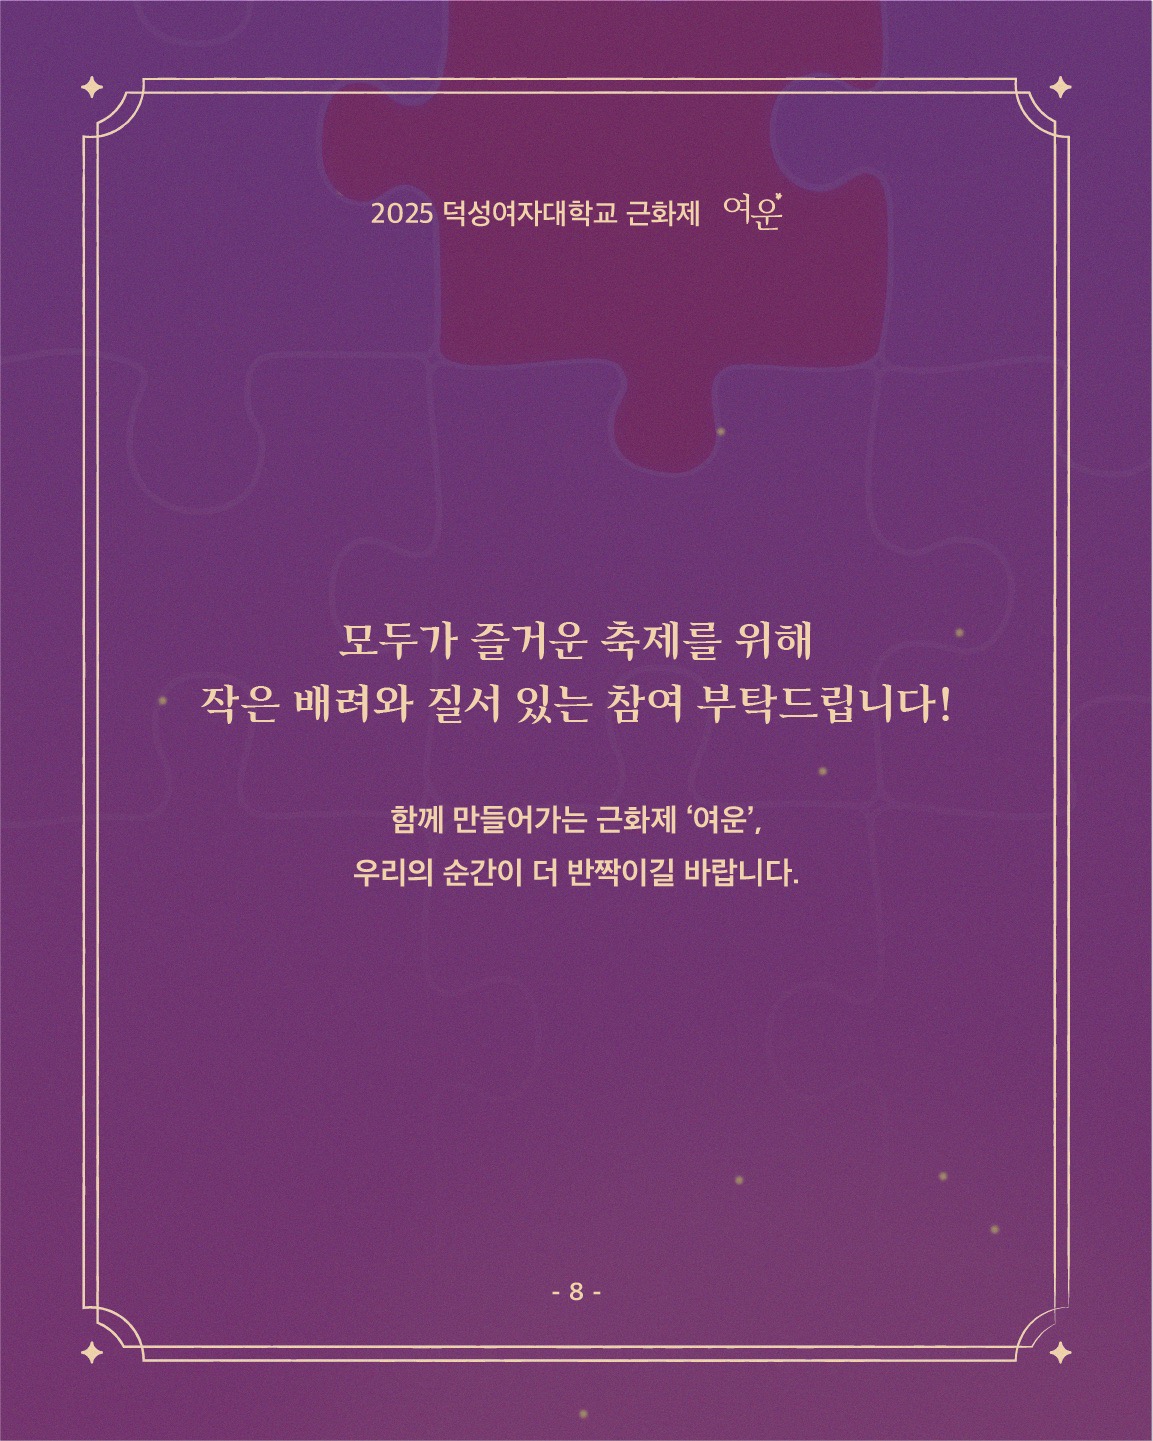 2025 덕성여자대학교 근화제 여운
모두가 즐거운 축제를 위해
작은 배려와 질서 있는 참여 부탁드립니다!
함께 만들어가는 근화제 ‘여운’,
우리의 순간이 더 반짝이길 바랍니다.
- 8 -